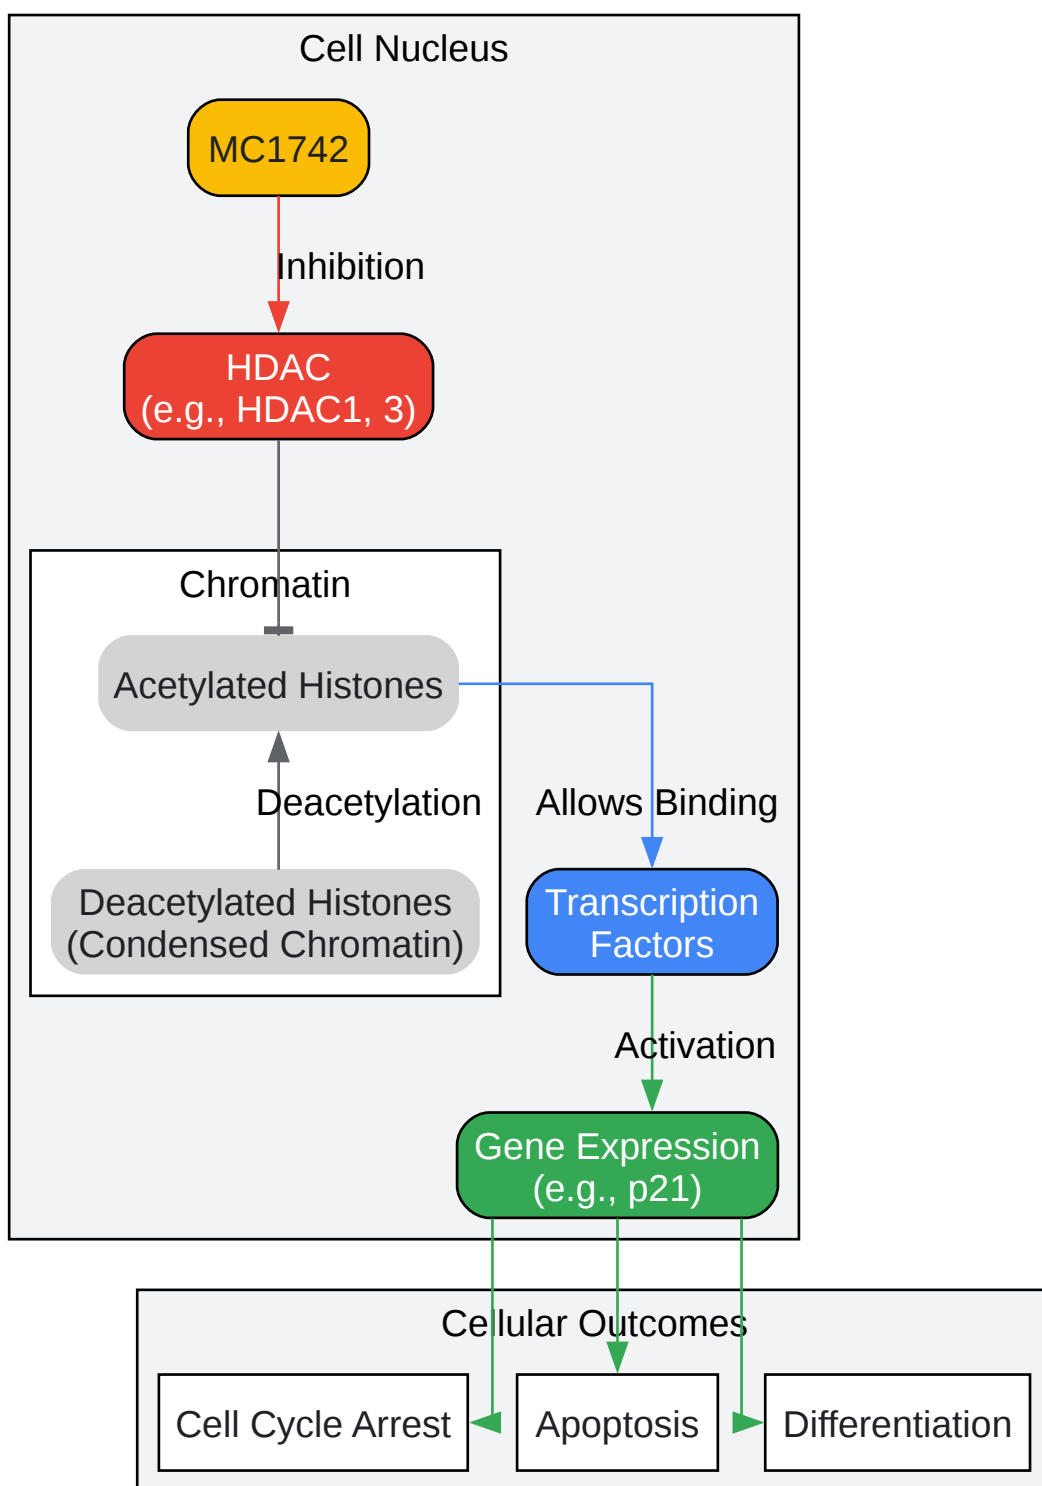 Cell Nucleus
MC1742
Inhibition
HDAC
(e.g., HDAC1, 3)
Chromatin
Acetylated Histones
Deacetylation
Allows Binding
Deacetylated Histones
(Condensed Chromatin)
Transcription
Factors
Activation
Gene Expression
(e.g., p21)
Cellular Outcomes
Cell Cycle Arrest
Apoptosis
Differentiation